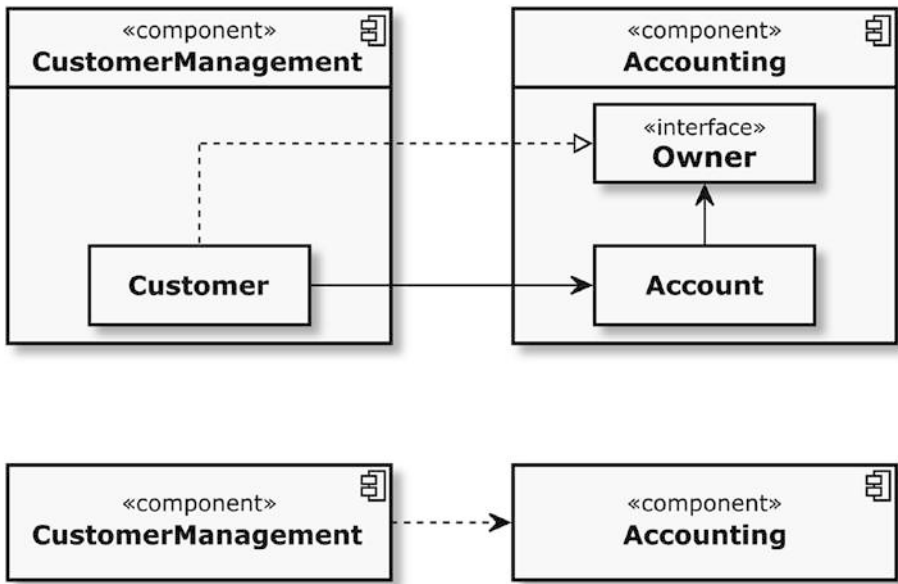 «component»
CustomerManagement
«component»
Accounting
«interface»
Owner
Customer
Account
«component»
CustomerManagement
«component»
Accounting